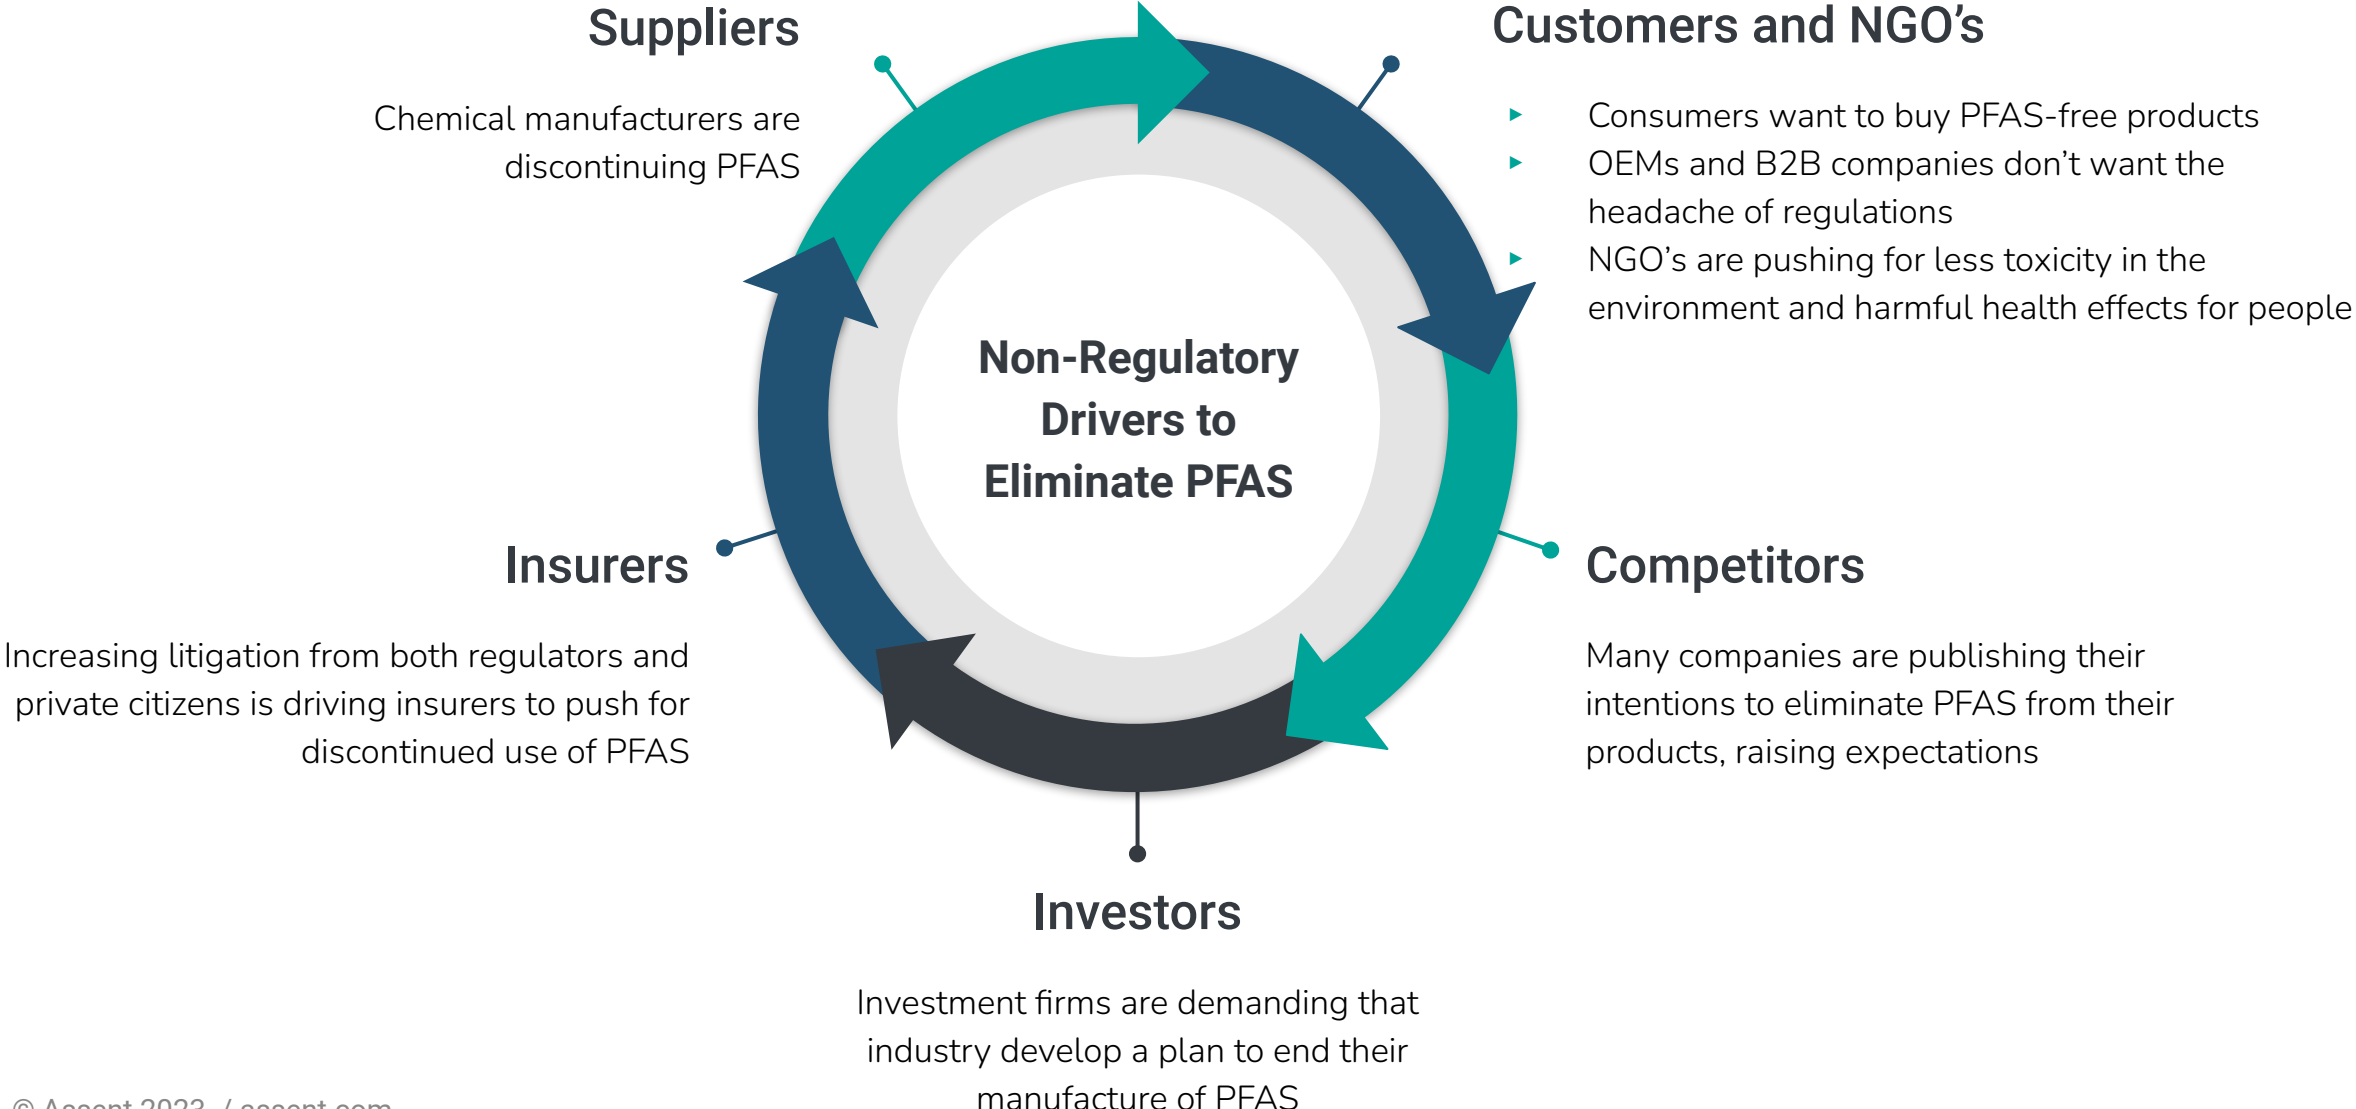 Suppliers
Chemical manufacturers are
discontinuing PFAS
Customers and NGO’s
▸ Consumers want to buy PFAS-free products
▸ OEMs and B2B companies don’t want the
headache of regulations
▸ NGO’s are pushing for less toxicity in the
environment and harmful health effects for people
Non-Regulatory
Drivers to
Eliminate PFAS
Insurers
Increasing litigation from both regulators and
private citizens is driving insurers to push for
discontinued use of PFAS
Competitors
Many companies are publishing their
intentions to eliminate PFAS from their
products, raising expectations
Investors
Investment firms are demanding that
industry develop a plan to end their
manufacture of PFAS
© Assent 2023 / assent.com